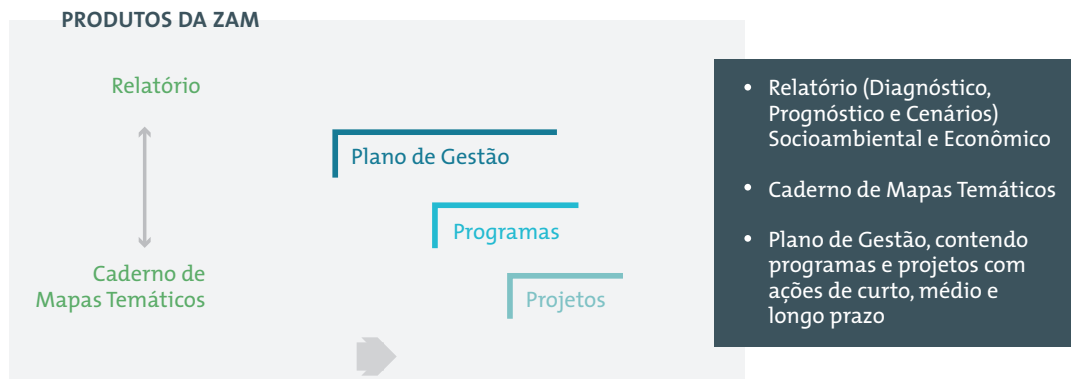 PRODUTOS DA ZAM
Relatório
Caderno de
Mapas Temáticos
Plano de Gestão
Programas
Projetos
• Relatório (Diagnóstico,
Prognóstico e Cenários)
Socioambiental e Econômico
• Caderno de Mapas Temáticos
• Plano de Gestão, contendo
programas e projetos com
ações de curto, médio e
longo prazo